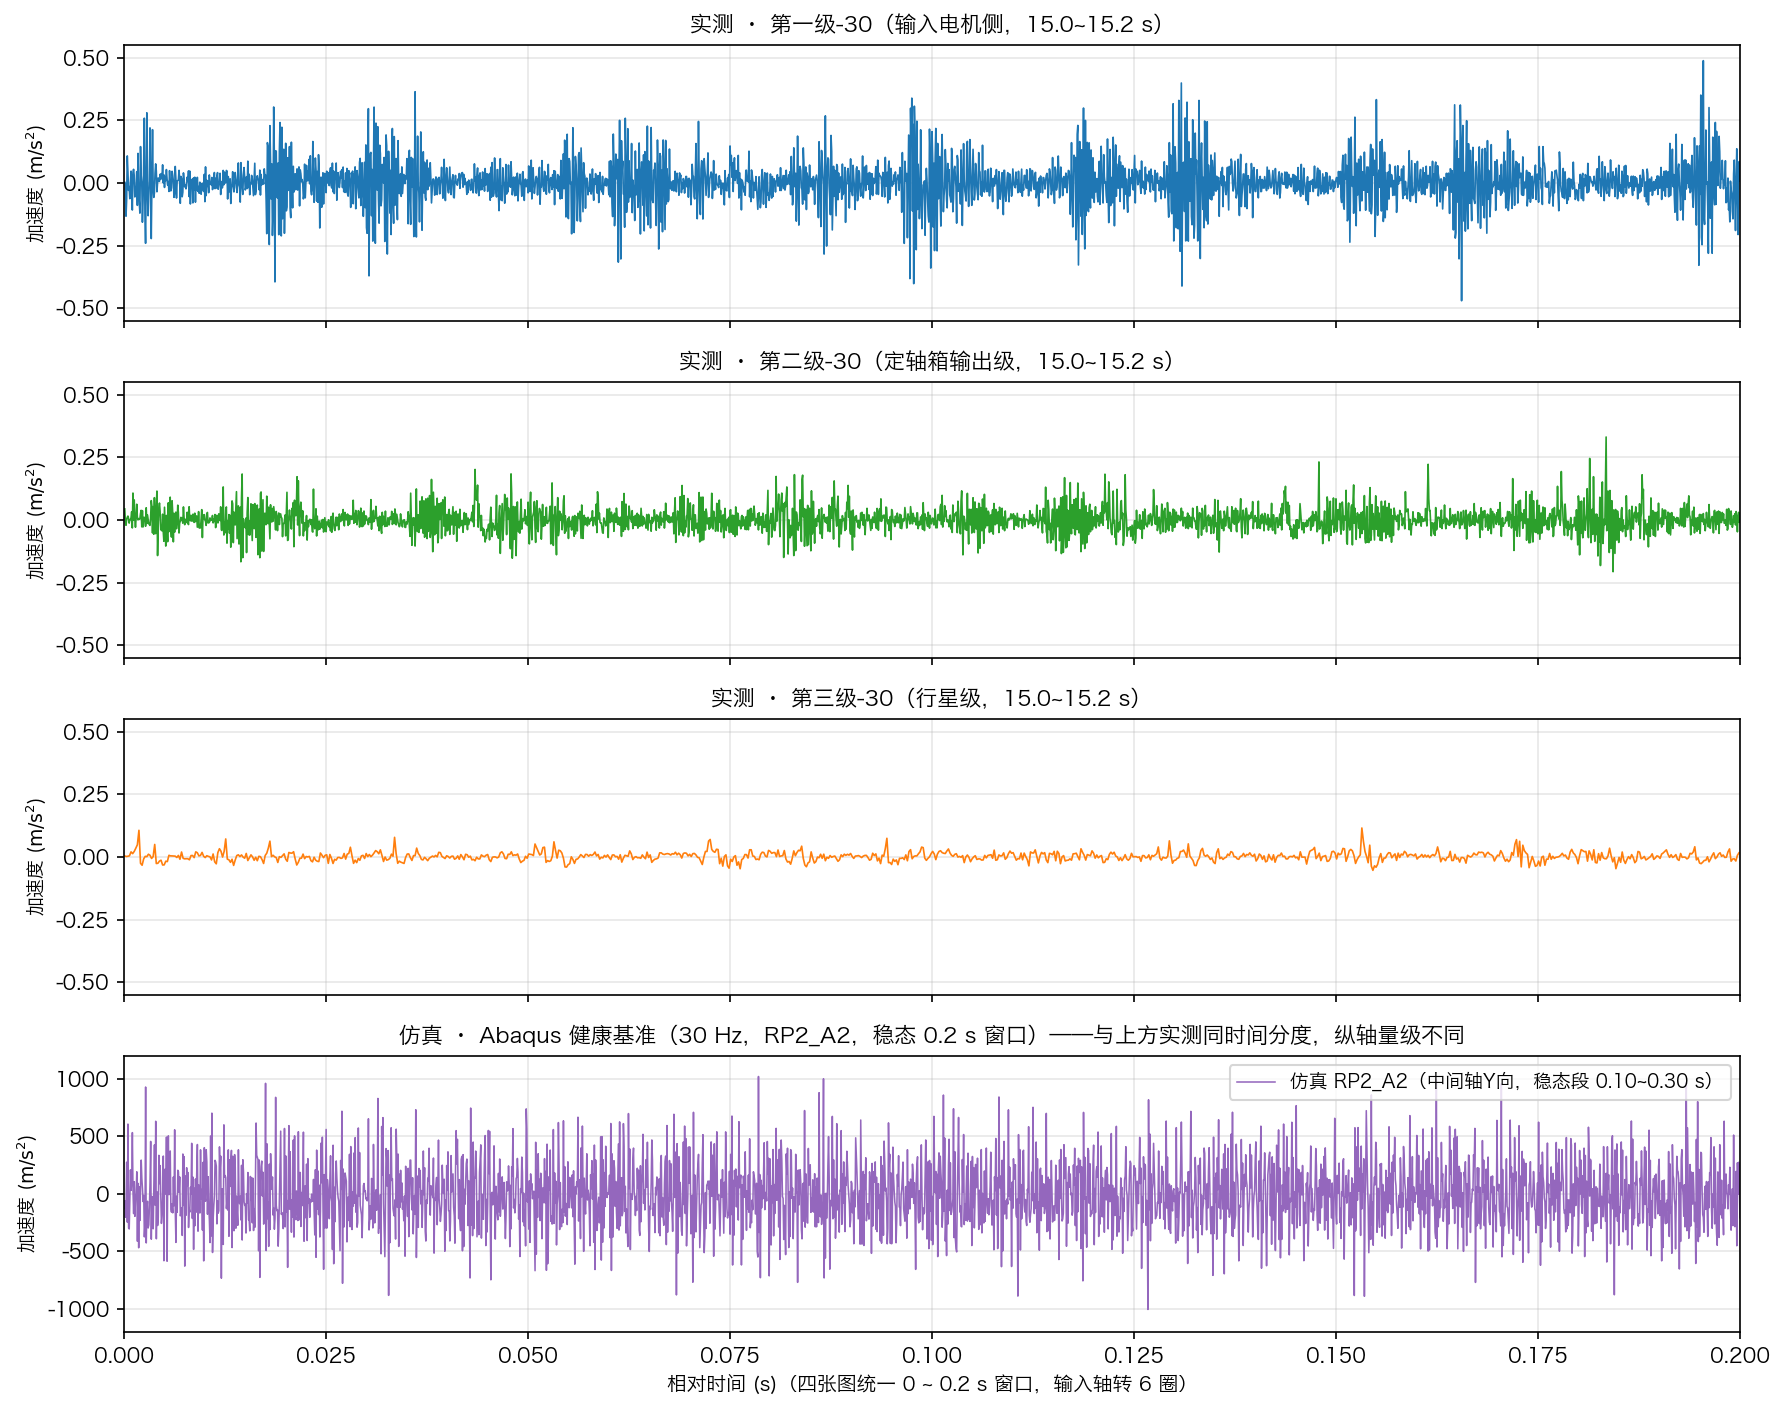 实测 · 第一级-30（输入电机侧，15.0~15.2 s）
0.50
0.25
0.00
-0.25
-0.50
加速度 (m/s²)
实测 · 第二级-30（定轴箱输出级，15.0~15.2 s）
0.50
0.25
0.00
-0.25
-0.50
加速度 (m/s²)
实测 · 第三级-30（行星级，15.0~15.2 s）
0.50
0.25
0.00
-0.25
-0.50
加速度 (m/s²)
仿真 · Abaqus 健康基准（30 Hz，RP2_A2，稳态 0.2 s 窗口）——与上方实测同时间分度，纵轴量级不同
仿真 RP2_A2（中间轴Y向，稳态段 0.10~0.30 s）
1000
500
0
-500
-1000
加速度 (m/s²)
0.000 0.025 0.050 0.075 0.100 0.125 0.150 0.175 0.200
相对时间 (s)（四张图统一 0 ~ 0.2 s 窗口，输入轴转 6 圈）